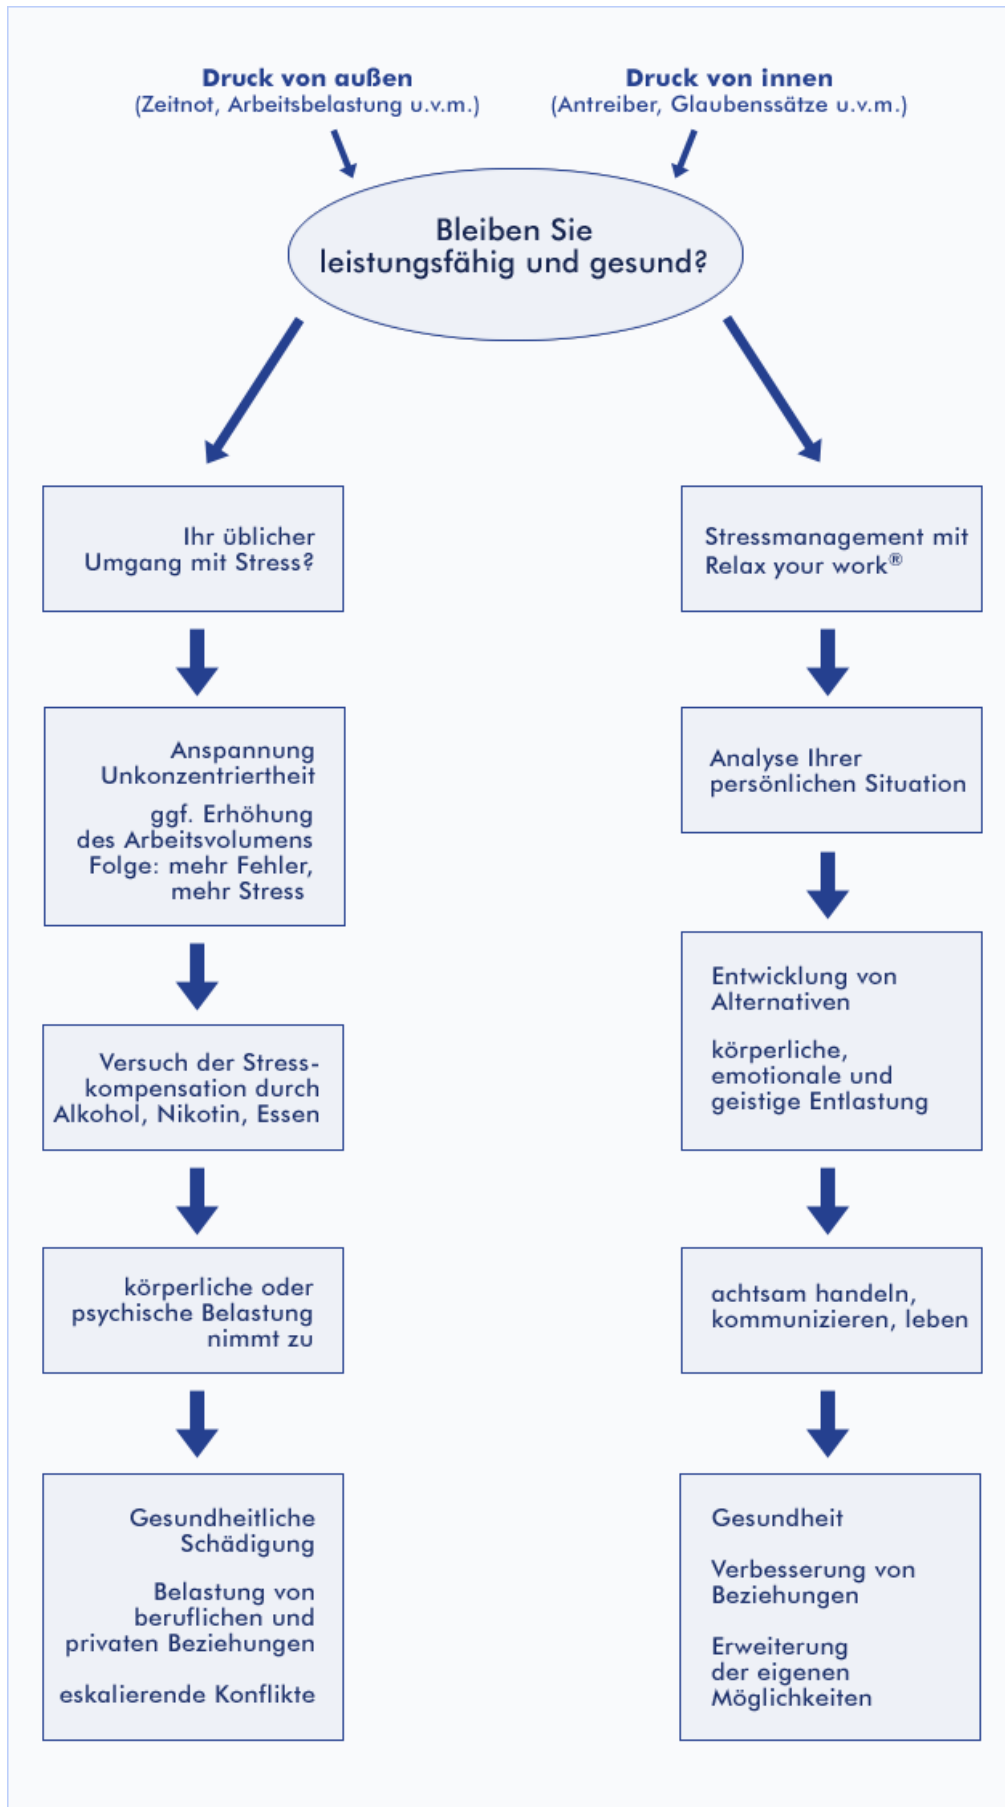 Druck von außen
(Zeitnot, Arbeitsbelastung u.v.m.)
Druck von innen
(Antreiber, Glaubenssätze u.v.m.)
Bleiben Sie
leistungsfähig und gesund?
Ihr üblicher
Umgang mit Stress?
Anspannung
Unkonzentriertheit
ggf. Erhöhung
des Arbeitsvolumens
Folge: mehr Fehler,
mehr Stress
Versuch der Stress-
kompensation durch
Alkohol, Nikotin, Essen
körperliche oder
psychische Belastung
nimmt zu
Gesundheitliche
Schädigung
Belastung von
beruflichen und
privaten Beziehungen
eskalierende Konflikte
Stressmanagement mit
Relax your work®
Analyse Ihrer
persönlichen Situation
Entwicklung von
Alternativen
körperliche,
emotionale und
geistige Entlastung
achtsam handeln,
kommunizieren, leben
Gesundheit
Verbesserung von
Beziehungen
Erweiterung
der eigenen
Möglichkeiten